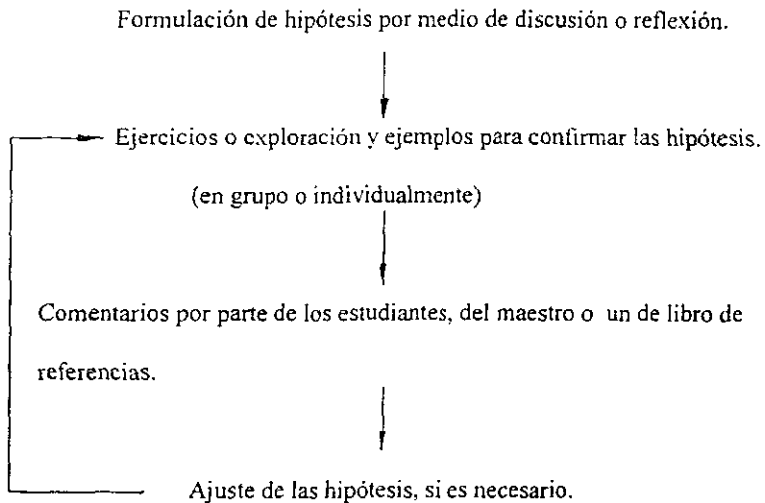 Formulación de hipótesis por medio de discusión o reflexión.
Ejercicios o exploración y ejemplos para confirmar las hipótesis.
(en grupo o individualmente)
Comentarios por parte de los estudiantes, del maestro o un de libro de
referencias.
Ajuste de las hipótesis, si es necesario.